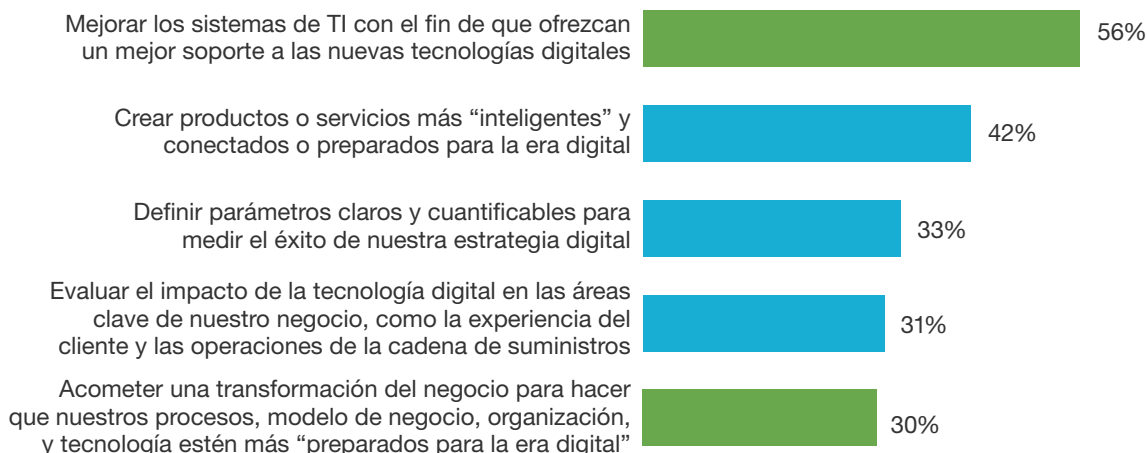 Mejorar los sistemas de TI con el fin de que ofrezcan
un mejor soporte a las nuevas tecnologías digitales
56%
Crear productos o servicios más “inteligentes” y
conectados o preparados para la era digital
42%
Definir parámetros claros y cuantificables para
medir el éxito de nuestra estrategia digital
33%
Evaluar el impacto de la tecnología digital en las áreas
clave de nuestro negocio, como la experiencia del
cliente y las operaciones de la cadena de suministros
31%
Acometer una transformación del negocio para hacer
que nuestros procesos, modelo de negocio, organización,
y tecnología estén más “preparados para la era digital”
30%